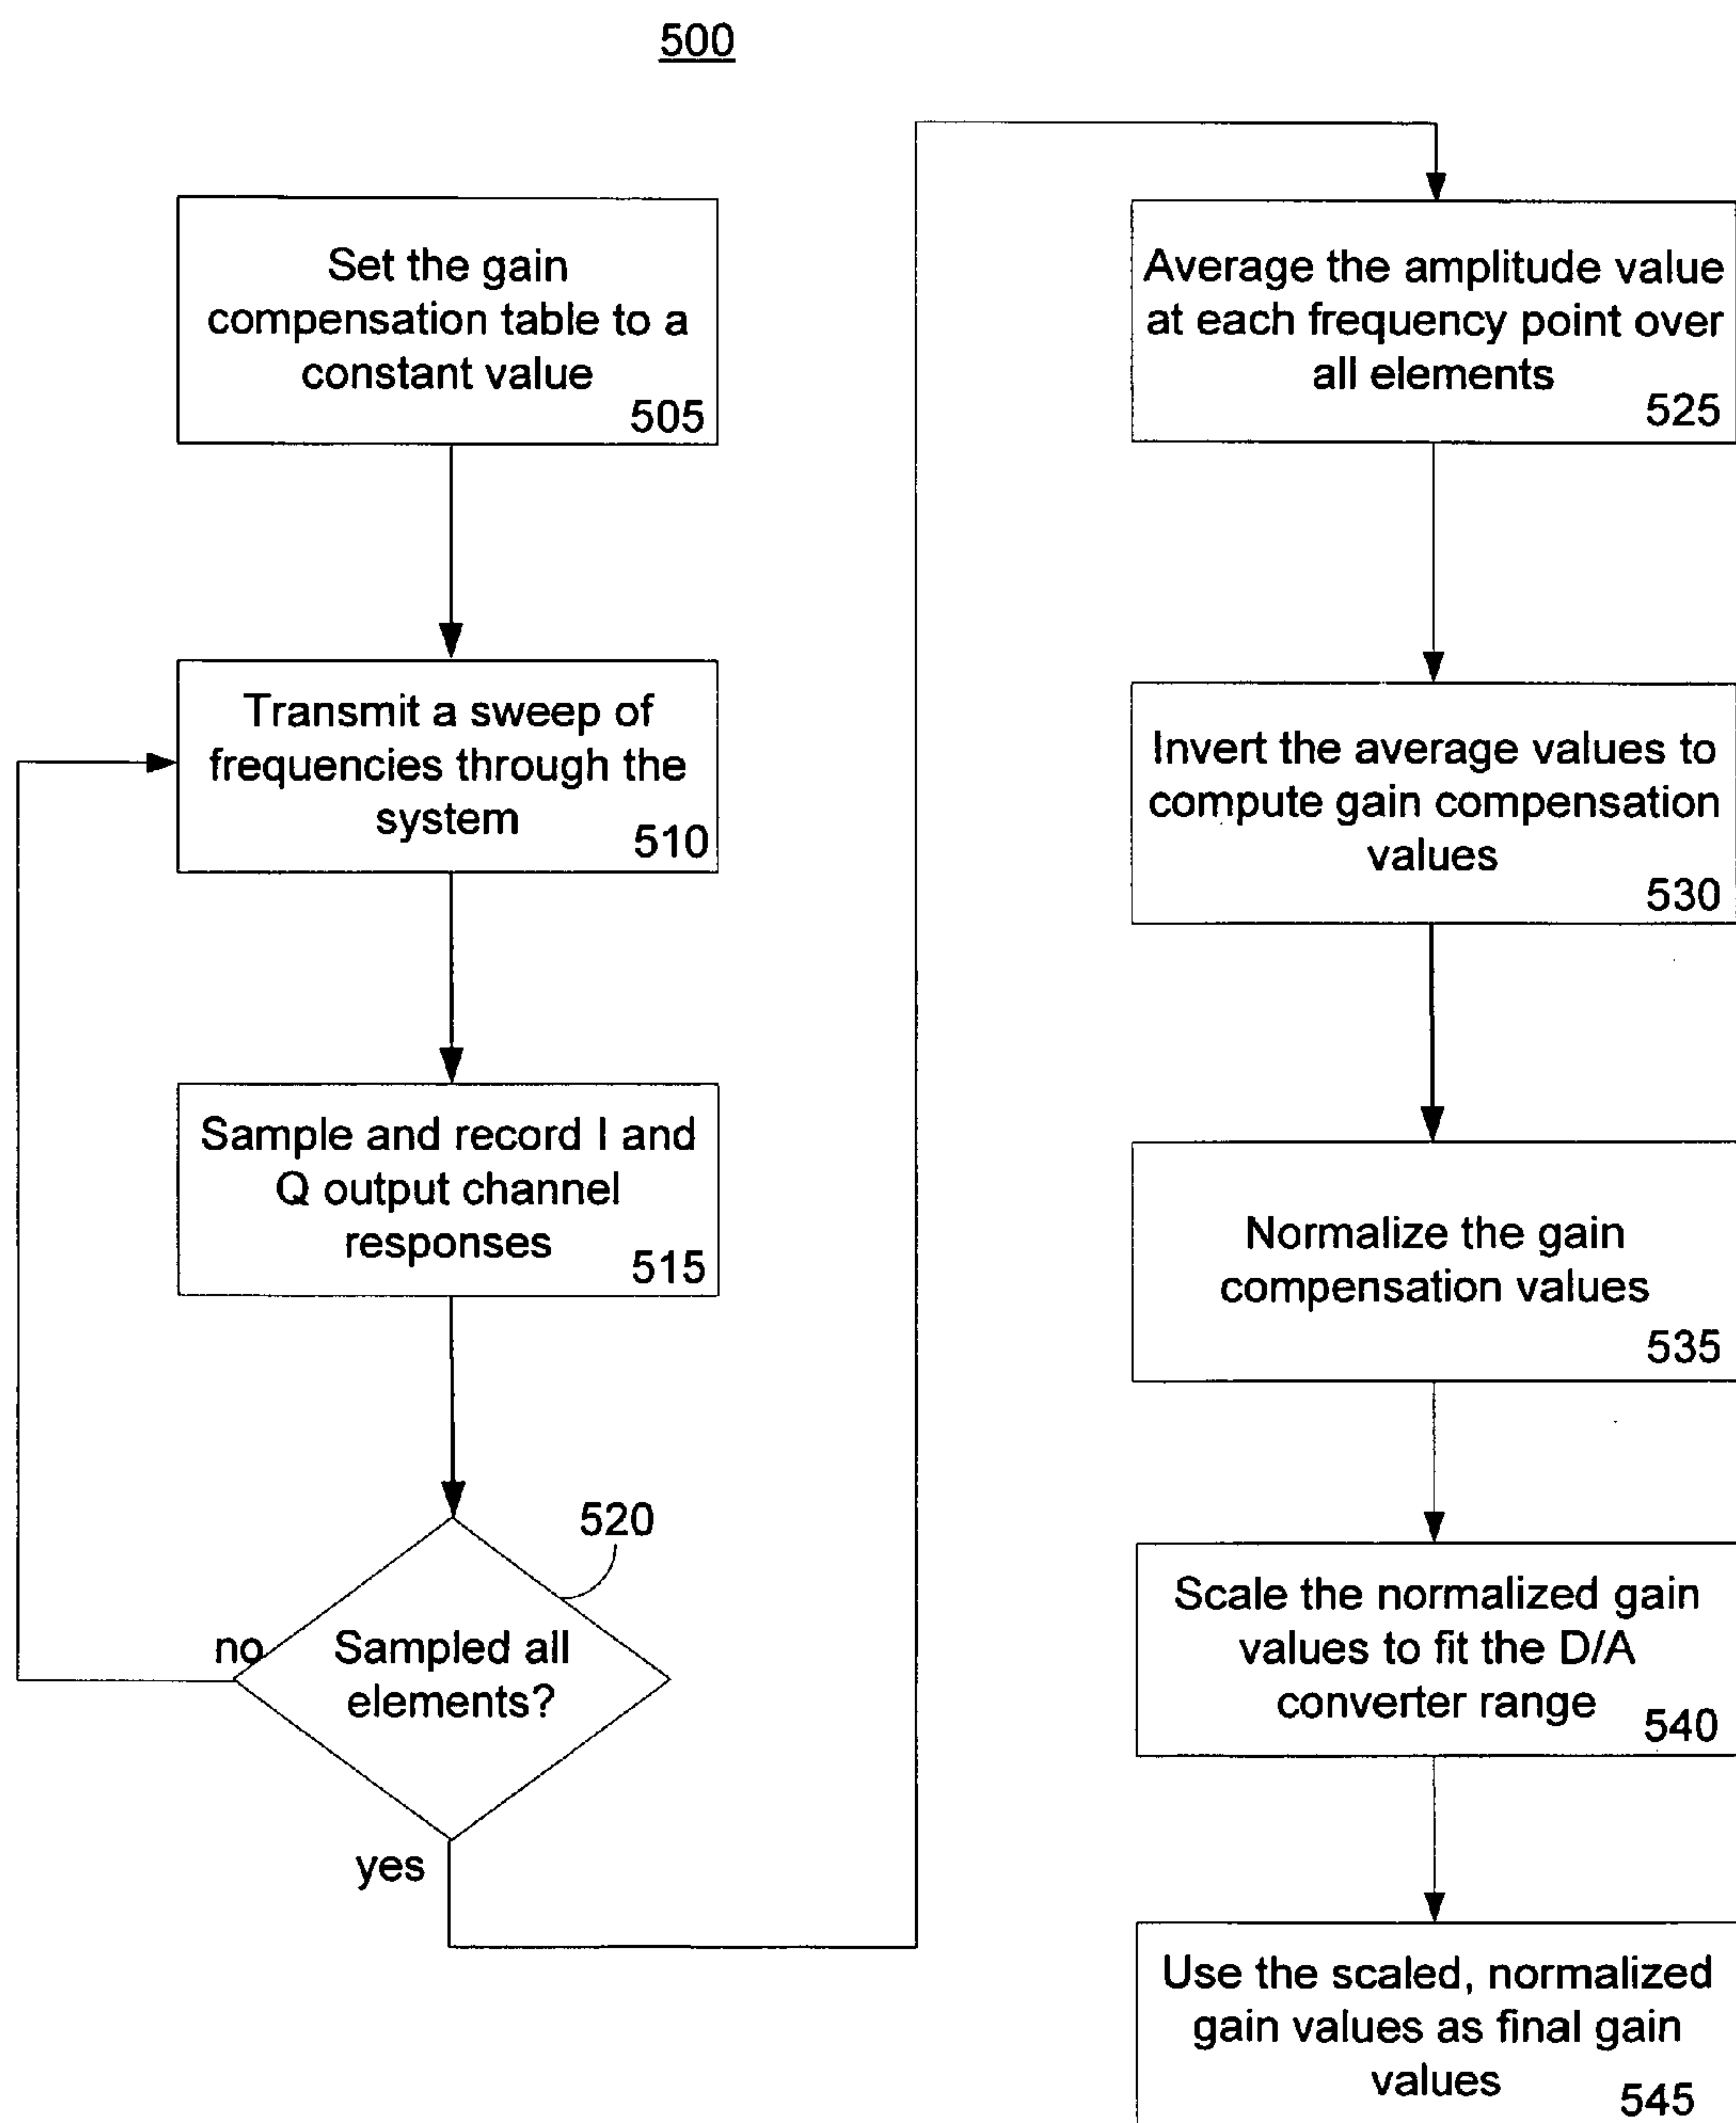 500
Set the gain
compensation table to a
constant value
505
Transmit a sweep of
frequencies through the
system
510
Sample and record I and
Q output channel
responses
515
520
no
Sampled all
elements?
yes
Average the amplitude value
at each frequency point over
all elements
525
Invert the average values to
compute gain compensation
values
530
Normalize the gain
compensation values
535
Scale the normalized gain
values to fit the D/A
converter range
540
Use the scaled, normalized
gain values as final gain
values
545